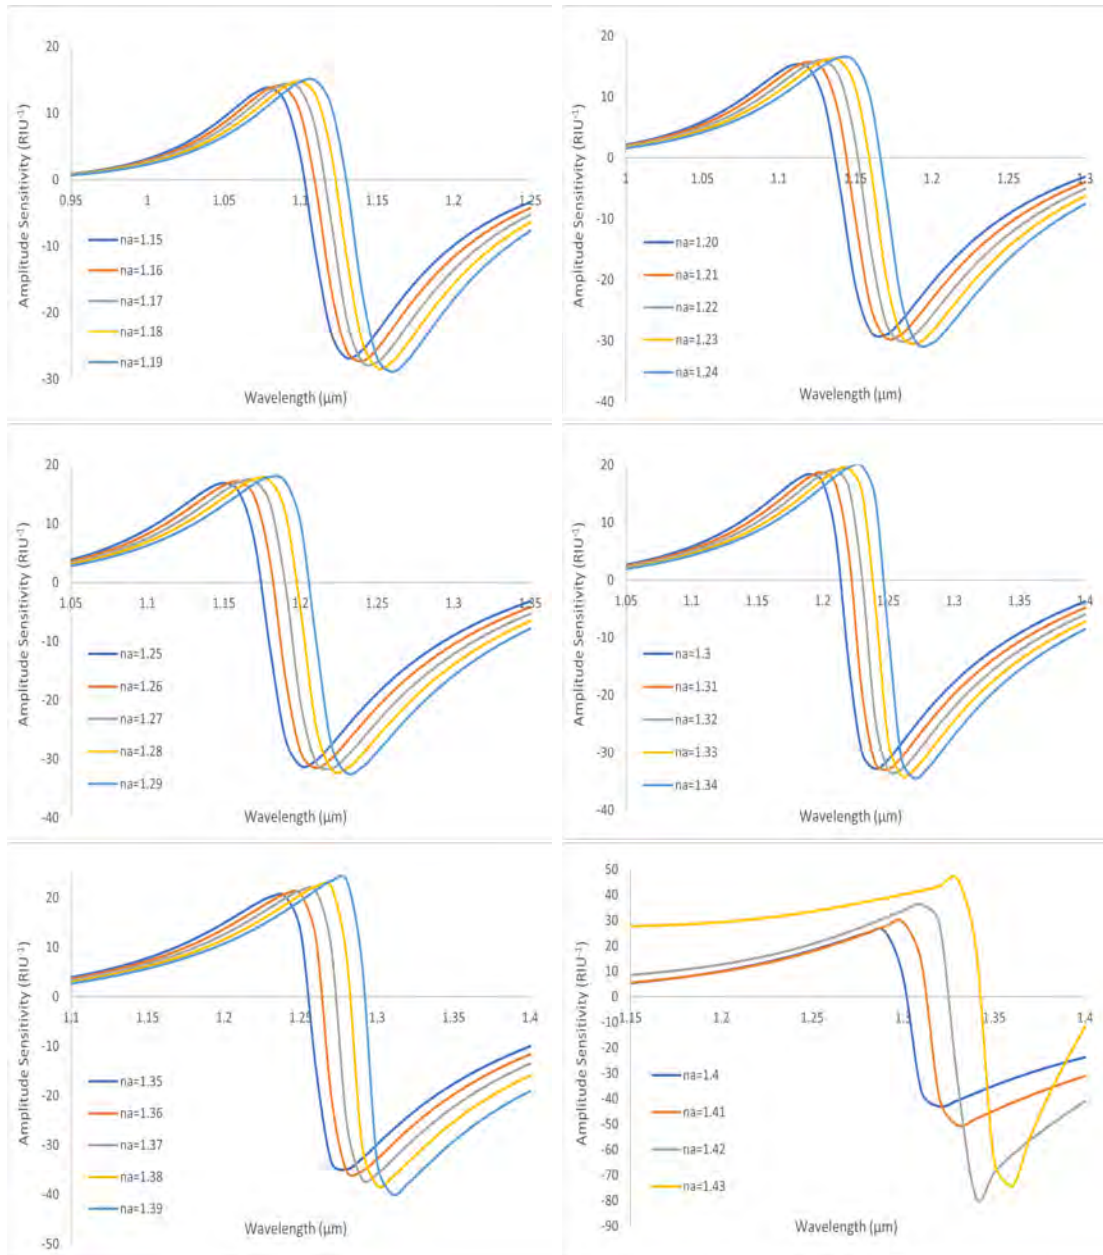 20
10
0
-10
-20
-30
0.95 1 1.05 1.1 1.15 1.2 1.25
Amplitude Sensitivity (RIU⁻¹)
Wavelength (µm)
na=1.15
na=1.16
na=1.17
na=1.18
na=1.19
20
10
0
-10
-20
-30
-40
1 1.05 1.1 1.15 1.2 1.25 1.3
Amplitude Sensitivity (RIU⁻¹)
Wavelength (µm)
na=1.20
na=1.21
na=1.22
na=1.23
na=1.24
20
10
0
-10
-20
-30
-40
1.05 1.1 1.15 1.2 1.25 1.3 1.35
Amplitude Sensitivity (RIU⁻¹)
Wavelength (µm)
na=1.25
na=1.26
na=1.27
na=1.28
na=1.29
20
10
0
-10
-20
-30
-40
1.05 1.1 1.15 1.2 1.25 1.3 1.35 1.4
Amplitude Sensitivity (RIU⁻¹)
Wavelength (µm)
na=1.3
na=1.31
na=1.32
na=1.33
na=1.34
20
10
0
-10
-20
-30
-40
-50
1.1 1.15 1.2 1.25 1.3 1.35 1.4
Amplitude Sensitivity (RIU⁻¹)
Wavelength (µm)
na=1.35
na=1.36
na=1.37
na=1.38
na=1.39
50
40
30
20
10
0
-10
-20
-30
-40
-50
-60
-70
-80
-90
1.15 1.2 1.25 1.3 1.35 1.4
Amplitude Sensitivity (RIU⁻¹)
Wavelength (µm)
na=1.4
na=1.41
na=1.42
na=1.43